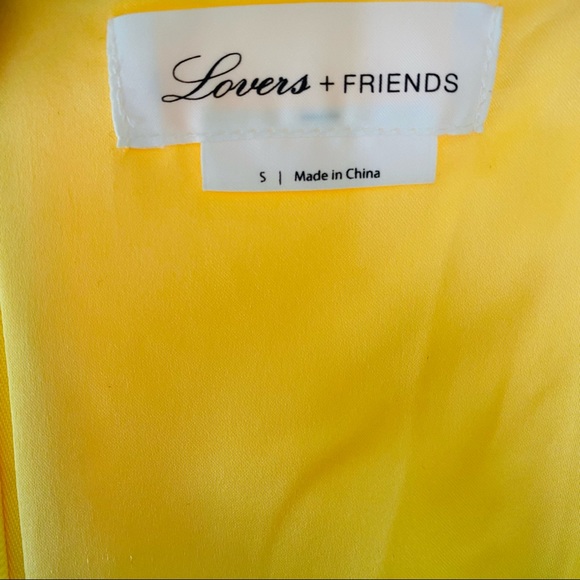 Lovers + FRIENDS
S | Made in China